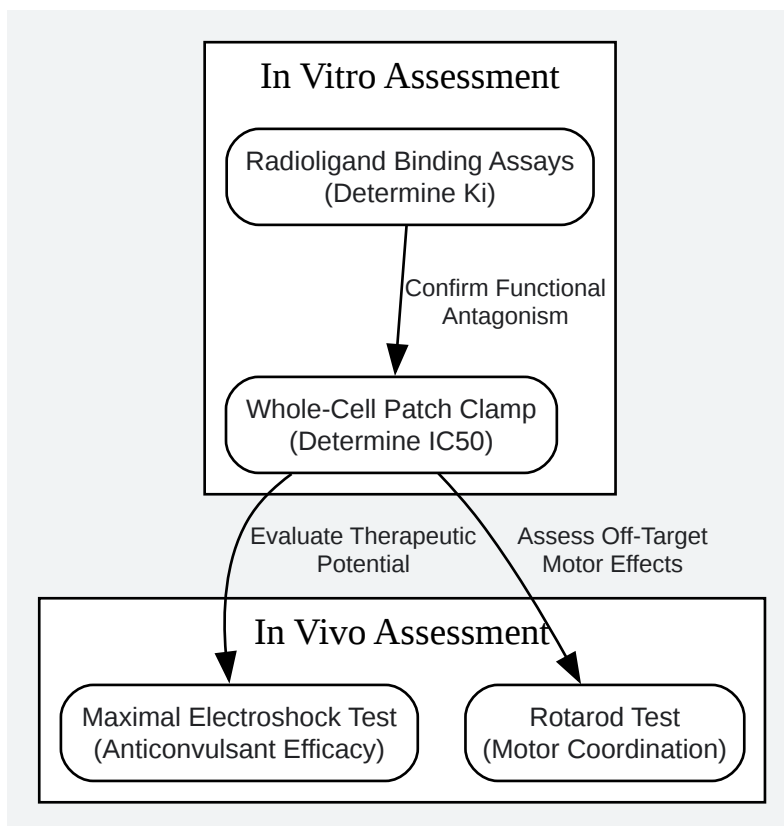 In Vitro Assessment
Radioligand Binding Assays
(Determine Ki)
Confirm Functional
Antagonism
Whole-Cell Patch Clamp
(Determine IC50)
Evaluate Therapeutic
Potential
Assess Off-Target
Motor Effects
In Vivo Assessment
Maximal Electroshock Test
(Anticonvulsant Efficacy)
Rotarod Test
(Motor Coordination)